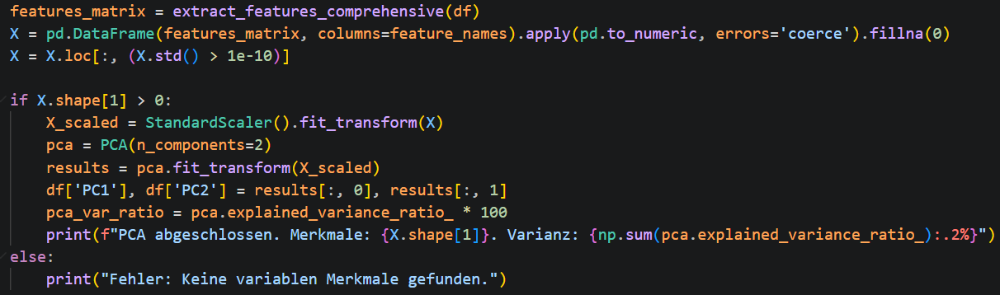 features_matrix = extract_features_comprehensive(df)
X = pd.DataFrame(features_matrix, columns=feature_names).apply(pd.to_numeric, errors='coerce').fillna(0)
X = X.loc[:, (X.std() > 1e-10)]

if X.shape[1] > 0:
    X_scaled = StandardScaler().fit_transform(X)
    pca = PCA(n_components=2)
    results = pca.fit_transform(X_scaled)
    df['PC1'], df['PC2'] = results[:, 0], results[:, 1]
    pca_var_ratio = pca.explained_variance_ratio_ * 100
    print(f"PCA abgeschlossen. Merkmale: {X.shape[1]}. Varianz: {np.sum(pca.explained_variance_ratio_):.2%}")
else:
    print("Fehler: Keine variablen Merkmale gefunden.")